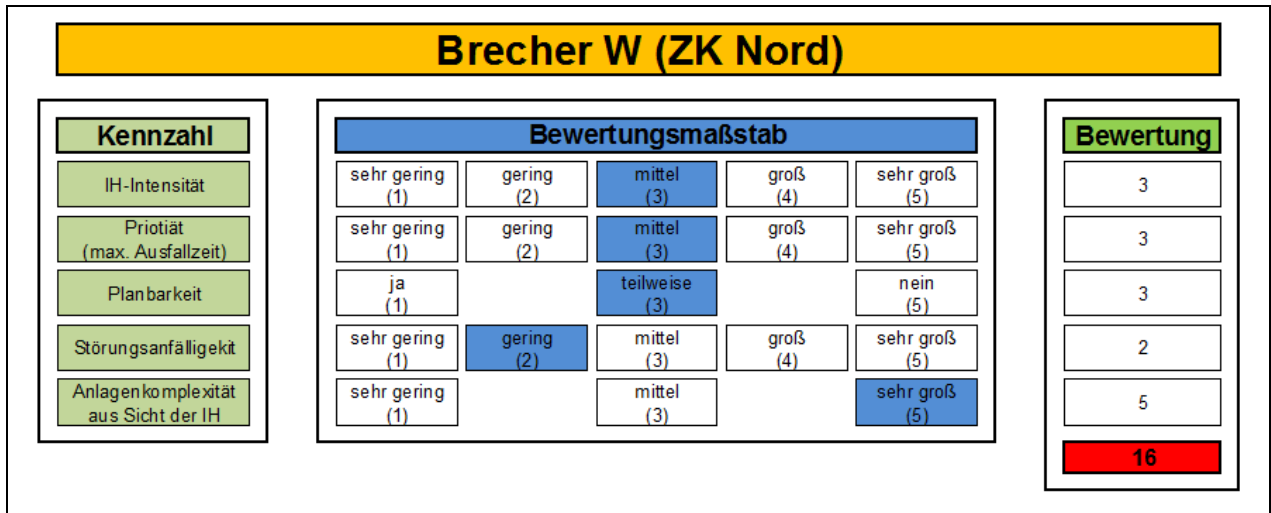 Brecher W (ZK Nord)
Kennzahl
Bewertungsmaßstab
Bewertung
IH-Intensität
sehr gering
(1)
gering
(2)
mittel
(3)
groß
(4)
sehr groß
(5)
3
Priotiät
(max. Ausfallzeit)
sehr gering
(1)
gering
(2)
mittel
(3)
groß
(4)
sehr groß
(5)
3
Planbarkeit
ja
(1)
teilweise
(3)
nein
(5)
3
Störungsanfälligekit
sehr gering
(1)
gering
(2)
mittel
(3)
groß
(4)
sehr groß
(5)
2
Anlagenkomplexität
aus Sicht der IH
sehr gering
(1)
mittel
(3)
sehr groß
(5)
5
16